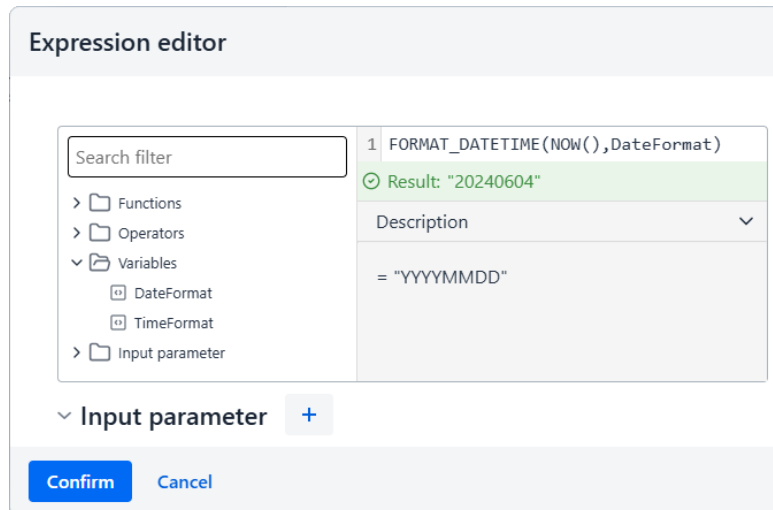 Expression editor
Search filter
Functions
Operators
Variables
DateFormat
TimeFormat
Input parameter
1 FORMAT_DATETIME(NOW(),DateFormat)
Result: "20240604"
Description
= "YYYYMMDD"
Input parameter +
Confirm Cancel